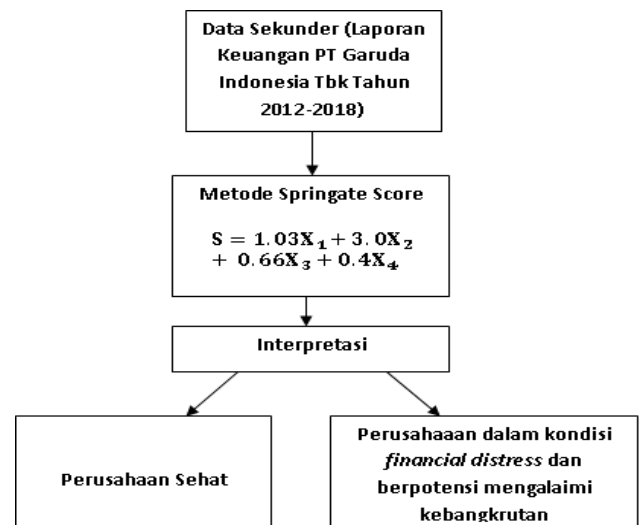 Data Sekunder (Laporan
Keuangan PT Garuda
Indonesia Tbk Tahun
2012-2018)
Metode Springate Score
S = 1.03X₁ + 3.0X₂
+ 0.66X₃ + 0.4X₄
Interpretasi
Perusahaan Sehat
Perusahaaan dalam kondisi
financial distress dan
berpotensi mengalaimi
kebangkrutan